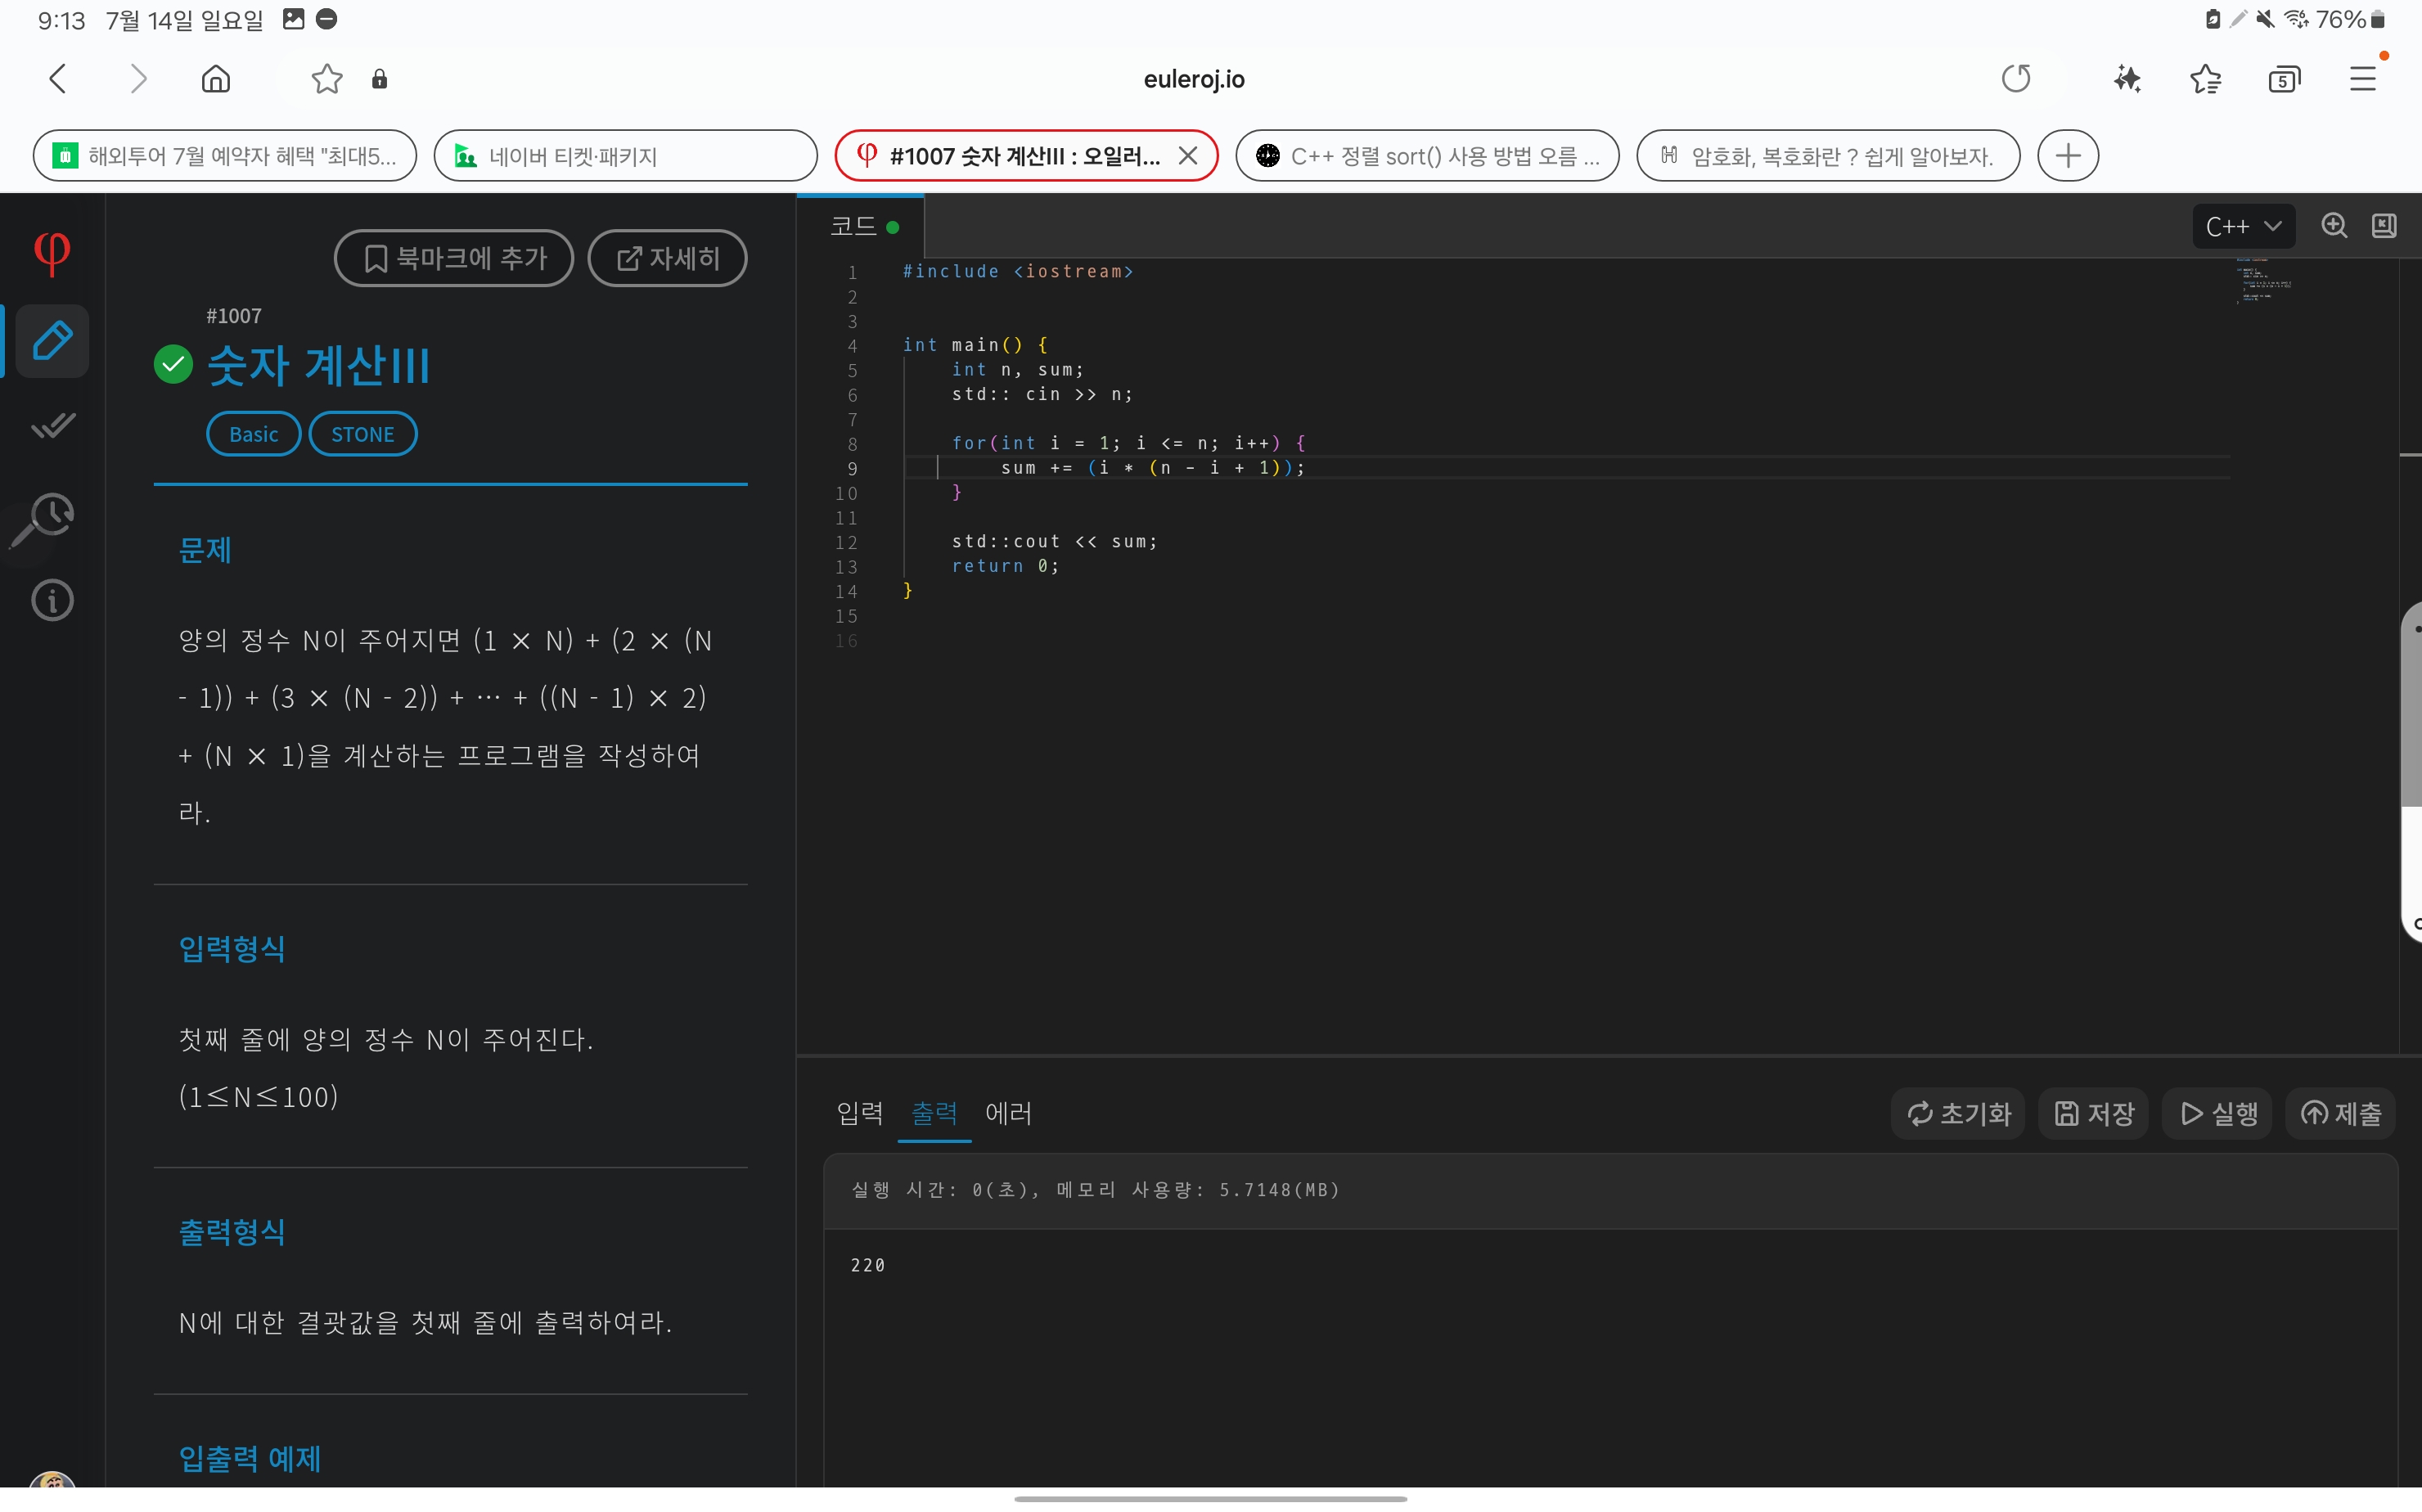 9:13 7월 14일 일요일
76%
euleroj.io
5
해외투어 7월 예약자 혜택 "최대5...
네이버 티켓·패키지
#1007 숫자 계산III : 오일러...
C++ 정렬 sort() 사용 방법 오름 ...
암호화, 복호화란 ? 쉽게 알아보자.
φ
북마크에 추가
자세히
#1007
숫자 계산III
Basic
STONE
문제
양의 정수 N이 주어지면 (1 × N) + (2 × (N
- 1)) + (3 × (N - 2)) + ⋯ + ((N - 1) × 2)
+ (N × 1)을 계산하는 프로그램을 작성하여
라.
입력형식
첫째 줄에 양의 정수 N이 주어진다.
(1≤N≤100)
출력형식
N에 대한 결괏값을 첫째 줄에 출력하여라.
입출력 예제
코드
C++
1 #include <iostream>
2
3
4 int main() {
5 int n, sum;
6 std:: cin >> n;
7
8 for(int i = 1; i <= n; i++) {
9 sum += (i * (n - i + 1));
10 }
11
12 std::cout << sum;
13 return 0;
14 }
15
16
입력 출력 에러
초기화 저장 실행 제출
실행 시간: 0(초), 메모리 사용량: 5.7148(MB)
220